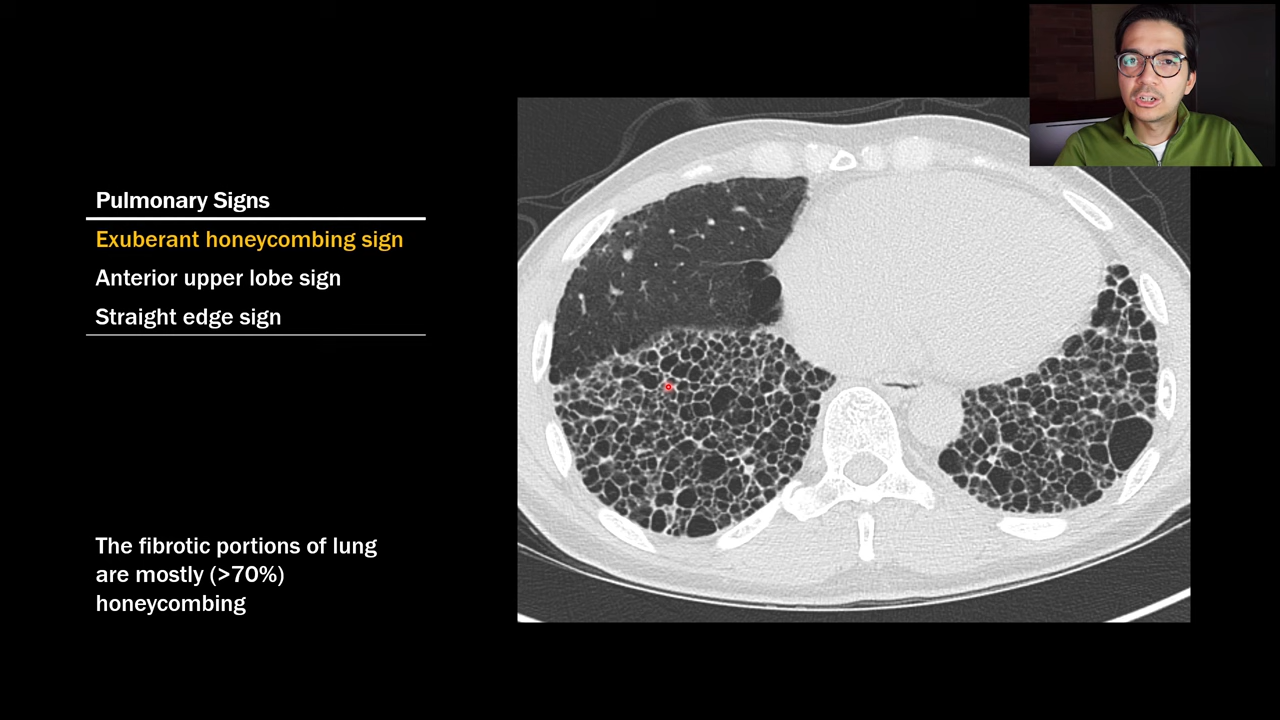 Pulmonary Signs
Exuberant honeycombing sign
Anterior upper lobe sign
Straight edge sign
The fibrotic portions of lung
are mostly (>70%)
honeycombing